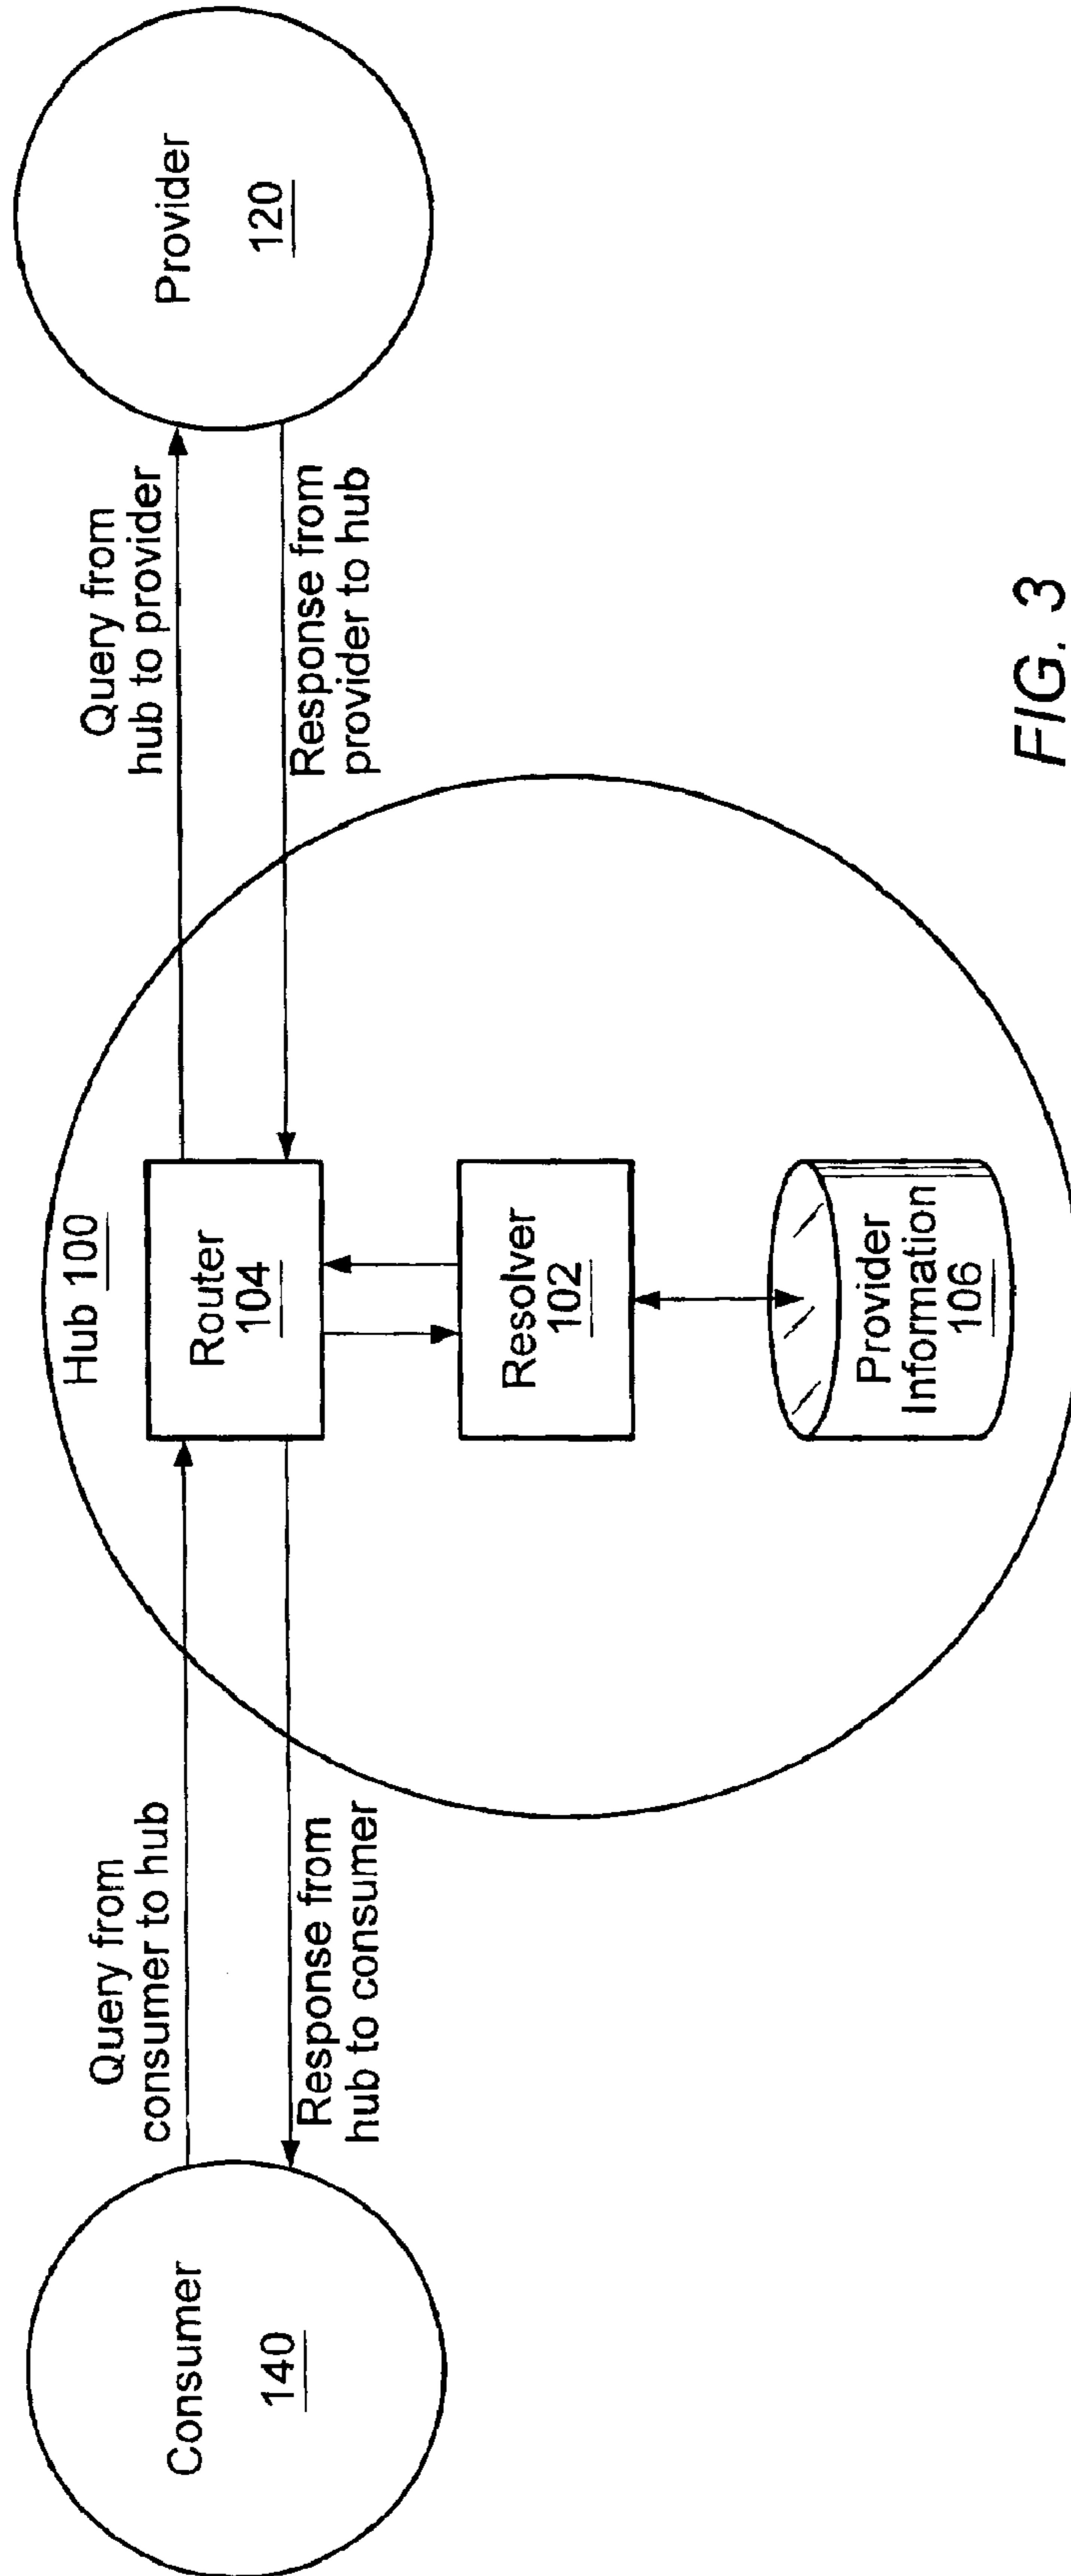 Consumer
140
Query from
consumer to hub
Response from
hub to consumer
Hub 100
Router
104
Resolver
102
Provider
Information
106
Query from
hub to provider
Response from
provider to hub
Provider
120
FIG. 3